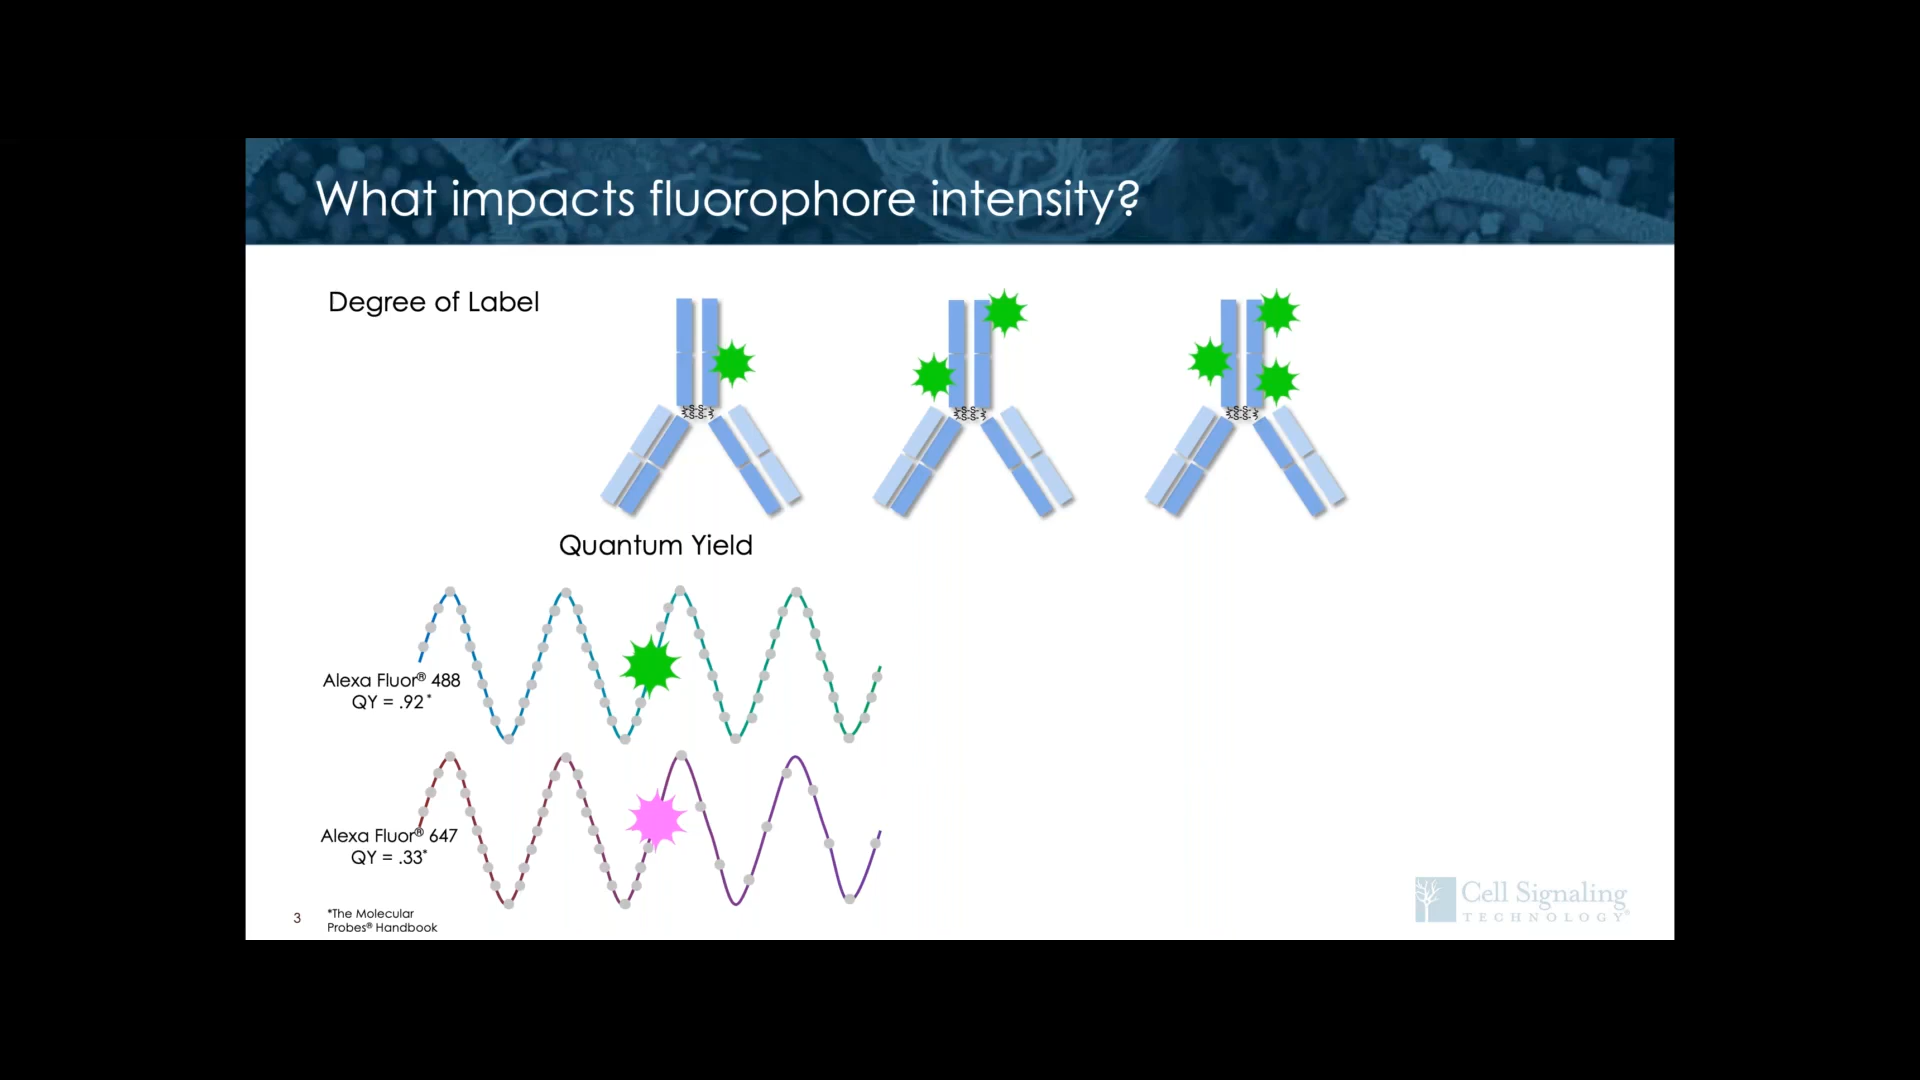 What impacts fluorophore intensity?
Degree of Label
Quantum Yield
Alexa Fluor® 488
QY = .92*
Alexa Fluor® 647
QY = .33*
3
*The Molecular
Probes® Handbook
Cell Signaling
TECHNOLOGY®